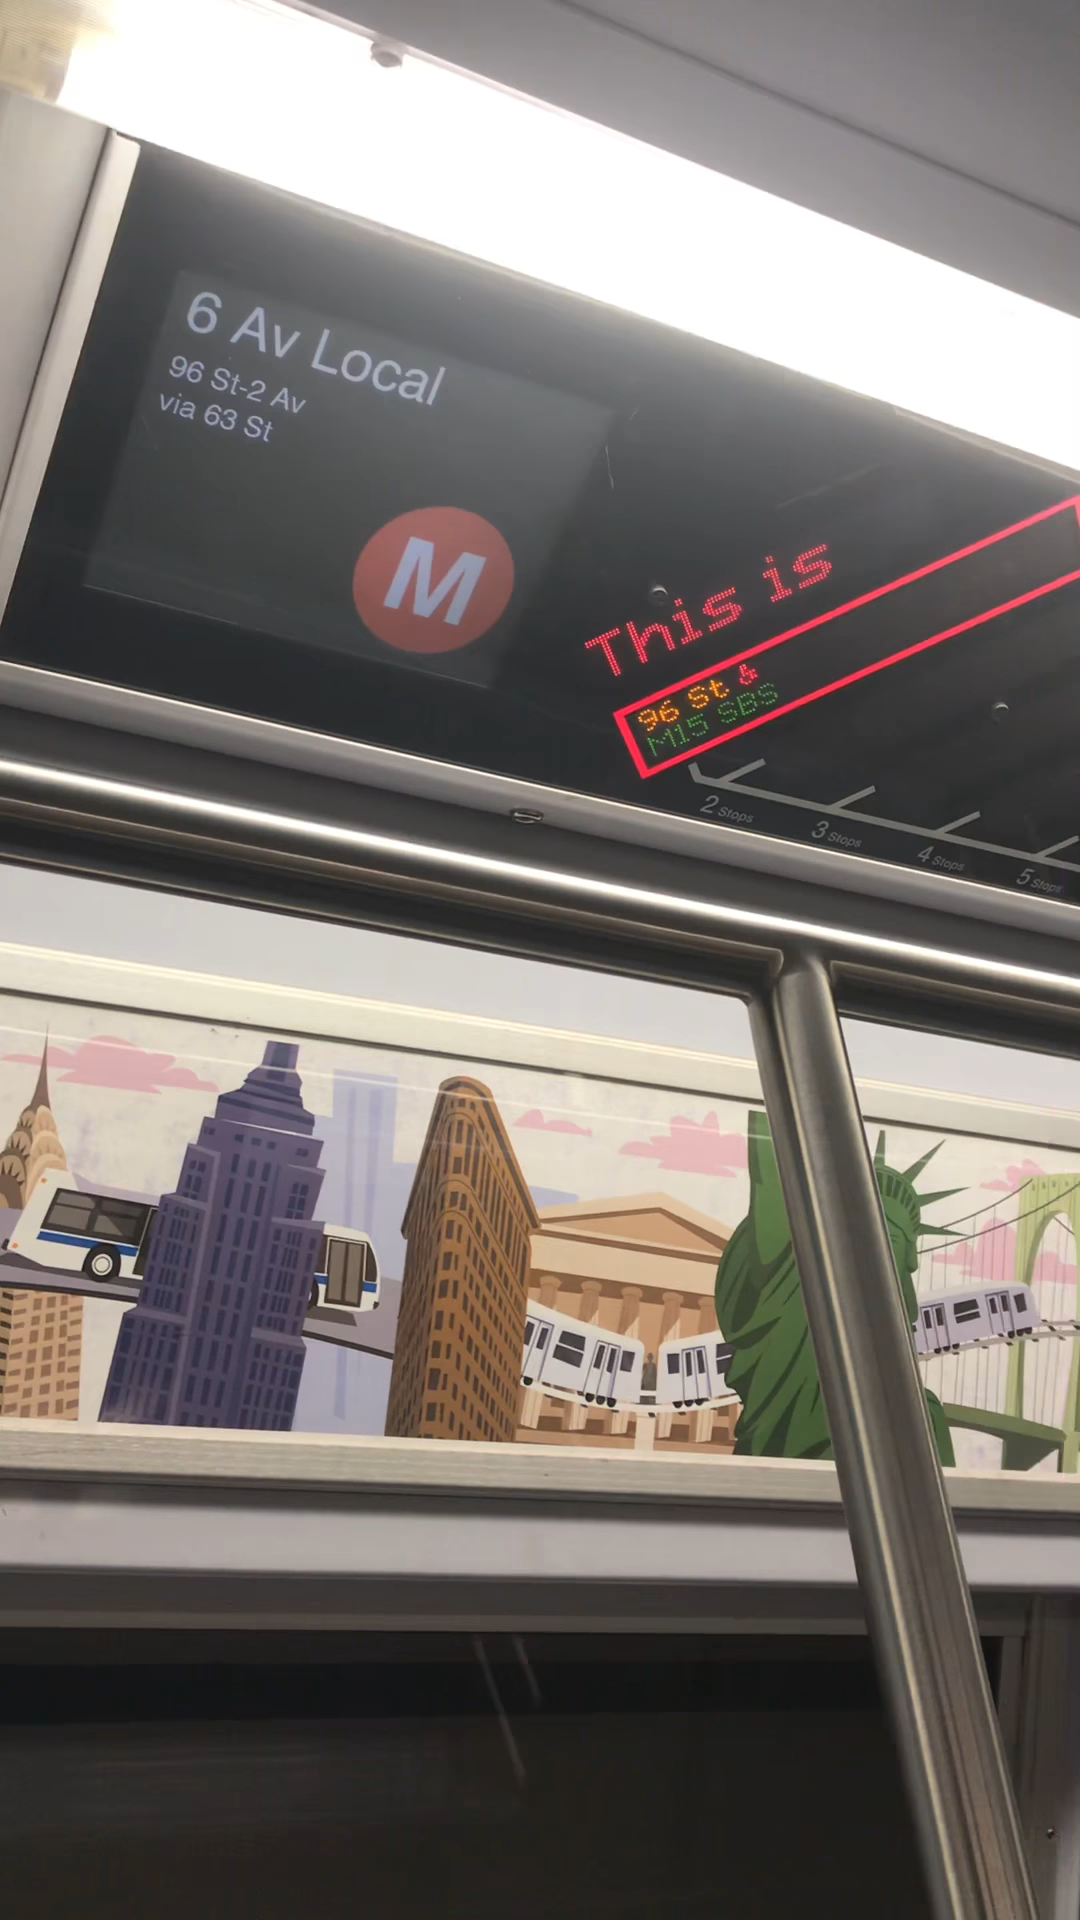 6 Av Local
96 St-2 Av
via 63 St
M
This is
96 St ♿
M15 SBS
2 Stops
3 Stops
4 Stops
5 Stops